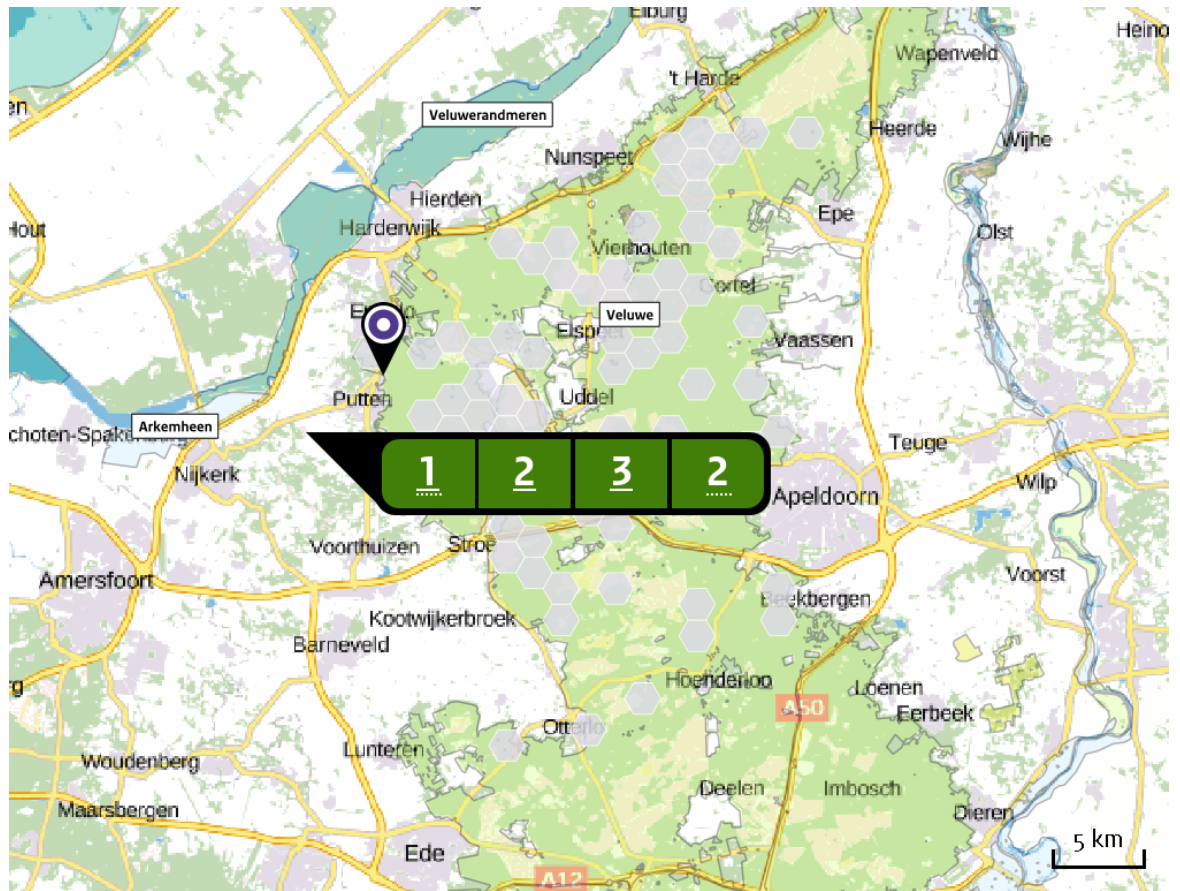 Elburg
Heino
Wapenveld
't Harde
Veluwerandmeren
Heerde
Wijhe
Nunspeet
Hierden
Epe
Harderwijk
Olst
Vierhouten
Veluwe
Vaassen
Putten
Uddel
Arkemheen
Teuge
Nijkerk
Wilp
1 2 3 2
Apeldoorn
Voorthuizen
Stroe
Voorst
Amersfoort
Beekbergen
Kootwijkerbroek
Barneveld
Hoenderloo
Loenen
A50
Eerbeek
Otterlo
Lunteren
Woudenberg
Deelen
Imbosch
Maarsbergen
Dieren
5 km
Ede
A12